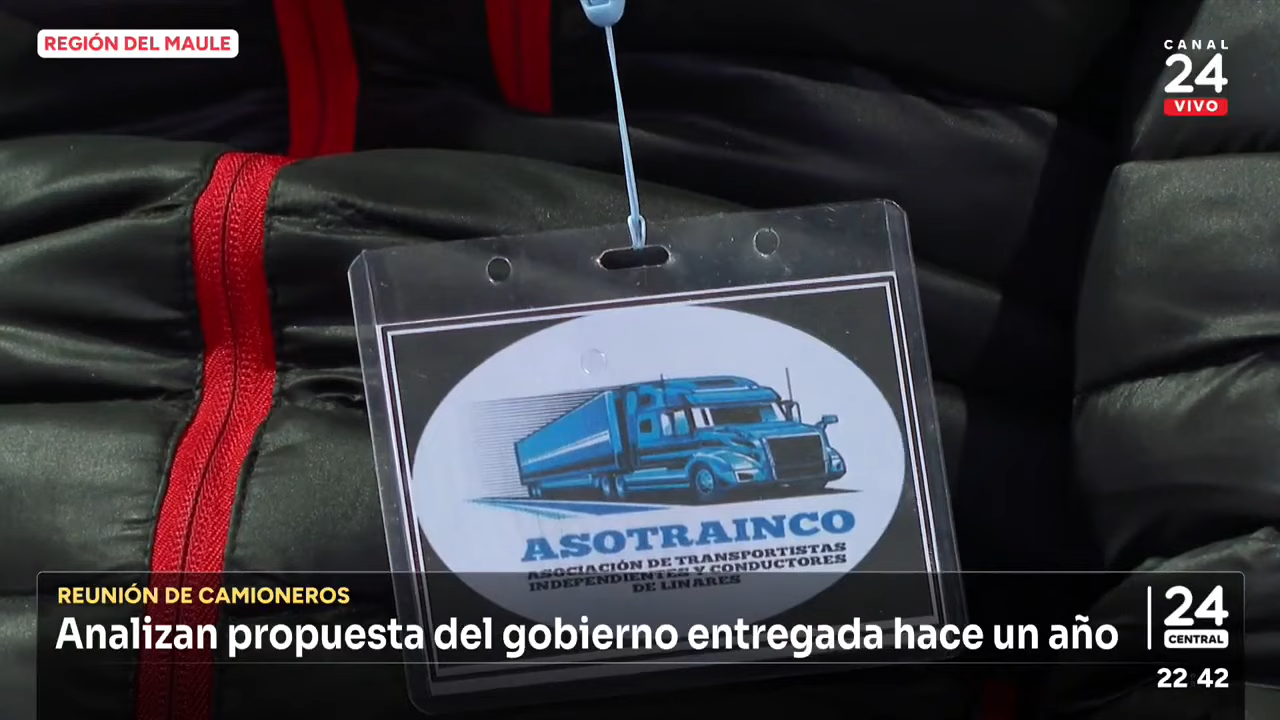 REGIÓN DEL MAULE
CANAL
24
VIVO
ASOTRAINCO
ASOCIACIÓN DE TRANSPORTISTAS
INDEPENDIENTES Y CONDUCTORES
DE LINARES
REUNIÓN DE CAMIONEROS
Analizan propuesta del gobierno entregada hace un año
24
CENTRAL
22 42